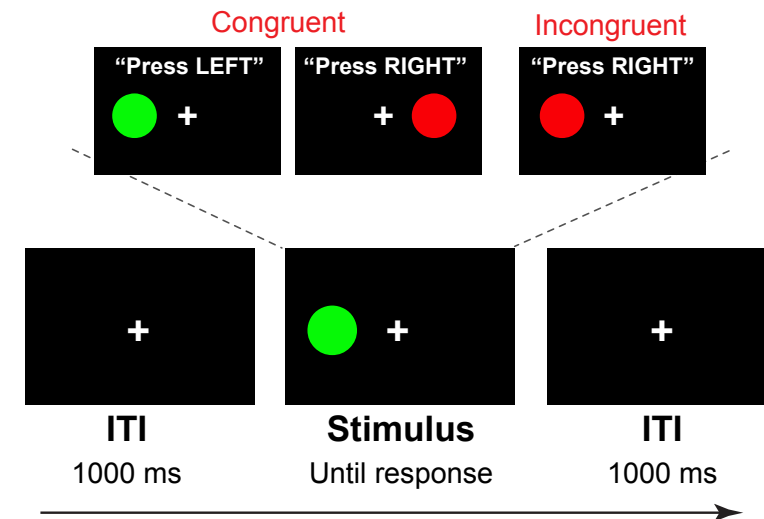 Congruent
Incongruent
“Press LEFT”
“Press RIGHT”
“Press RIGHT”
ITI
Stimulus
ITI
1000 ms
Until response
1000 ms